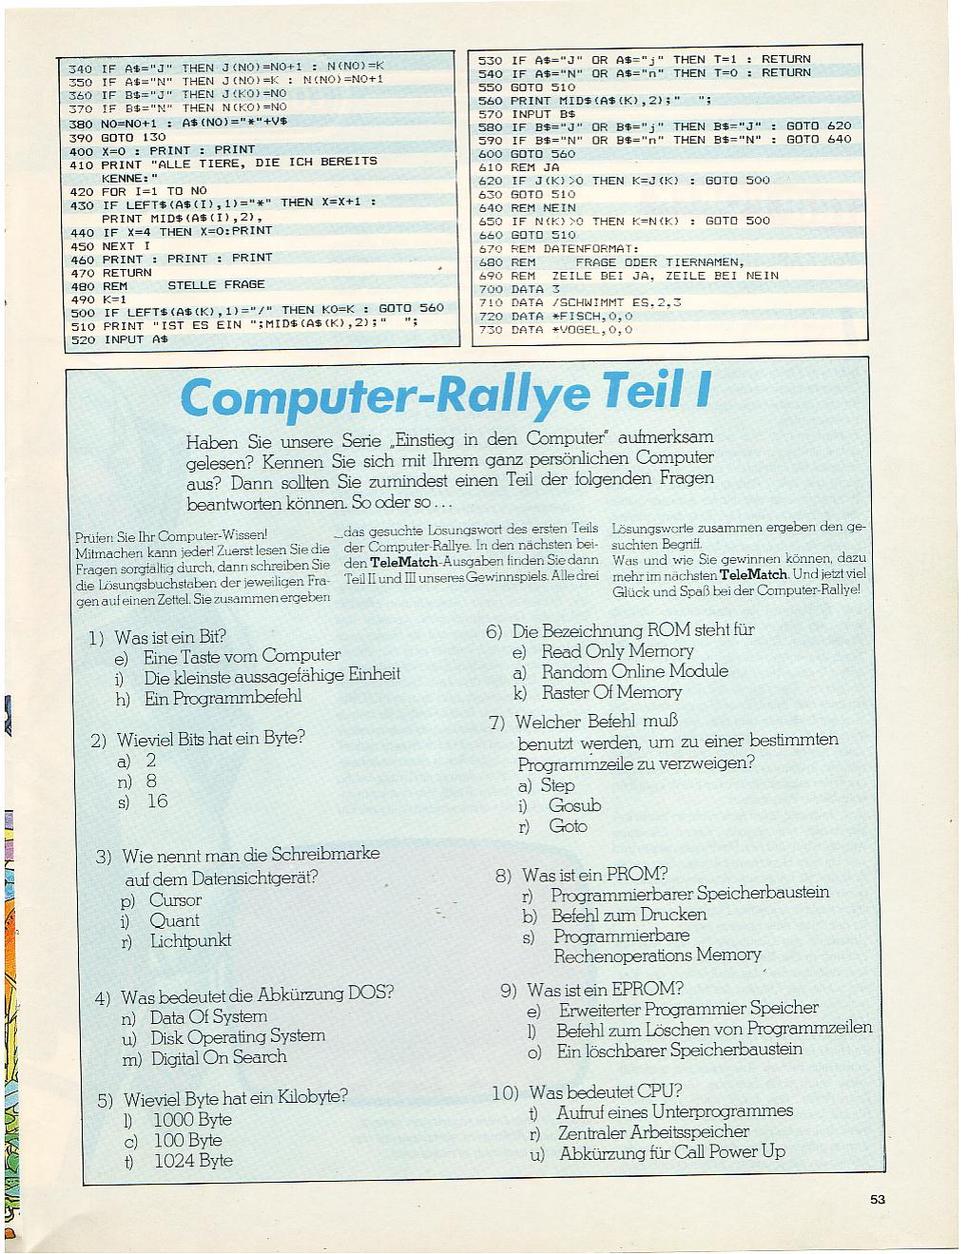 340 IF A$="J" THEN J(NO)=NO+1 : N(NO)=K
350 IF A$="N" THEN J(NO)=K : N(NO)=NO+1
360 IF B$="J" THEN J(KO)=NO
370 IF B$="N" THEN N(KO)=NO
380 NO=NO+1 : A$(NO)="*"+V$
390 GOTO 130
400 X=0 : PRINT : PRINT
410 PRINT "ALLE TIERE, DIE ICH BEREITS
KENNE:"
420 FOR I=1 TO NO
430 IF LEFT$(A$(I),1)="*" THEN X=X+1 :
PRINT MID$(A$(I),2),
440 IF X=4 THEN X=0:PRINT
450 NEXT I
460 PRINT : PRINT : PRINT
470 RETURN
480 REM STELLE FRAGE
490 K=1
500 IF LEFT$(A$(K),1)="/" THEN KO=K : GOTO 560
510 PRINT "IST ES EIN ";MID$(A$(K),2);" ";
520 INPUT A$
530 IF A$="J" OR A$="j" THEN T=1 : RETURN
540 IF A$="N" OR A$="n" THEN T=0 : RETURN
550 GOTO 510
560 PRINT MID$(A$(K),2);" ";
570 INPUT B$
580 IF B$="J" OR B$="j" THEN B$="J" : GOTO 620
590 IF B$="N" OR B$="n" THEN B$="N" : GOTO 640
600 GOTO 560
610 REM JA
620 IF J(K)>0 THEN K=J(K) : GOTO 500
630 GOTO 510
640 REM NEIN
650 IF N(K)>0 THEN K=N(K) : GOTO 500
660 GOTO 510
670 REM DATENFORMAT:
680 REM FRAGE ODER TIERNAMEN,
690 REM ZEILE BEI JA, ZEILE BEI NEIN
700 DATA 3
710 DATA /SCHWIMMT ES,2,3
720 DATA *FISCH,0,0
730 DATA *VOGEL,0,0
Computer-Rallye Teil I
Haben Sie unsere Serie „Einstieg in den Computer" aufmerksam
gelesen? Kennen Sie sich mit Ihrem ganz persönlichen Computer
aus? Dann sollten Sie zumindest einen Teil der folgenden Fragen
beantworten können. So oder so ...
Prüfen Sie Ihr Computer-Wissen!
Mitmachen kann jeder! Zuerst lesen Sie die
Fragen sorgfältig durch, dann schreiben Sie
die Lösungsbuchstaben der jeweiligen Fra-
gen auf einen Zettel. Sie zusammen ergeben
das gesuchte Lösungswort des ersten Teils
der Computer-Rallye. In den nächsten bei-
den TeleMatch-Ausgaben finden Sie dann
Teil II und III unseres Gewinnspiels. Alle drei
Lösungsworte zusammen ergeben den ge-
suchten Begriff.
Was und wie Sie gewinnen können, dazu
mehr im nächsten TeleMatch. Und jetzt viel
Glück und Spaß bei der Computer-Rallye!
1) Was ist ein Bit?
e) Eine Taste vom Computer
i) Die kleinste aussagefähige Einheit
h) Ein Programmbefehl
2) Wieviel Bits hat ein Byte?
a) 2
n) 8
s) 16
3) Wie nennt man die Schreibmarke
auf dem Datensichtgerät?
p) Cursor
i) Quant
r) Lichtpunkt
4) Was bedeutet die Abkürzung DOS?
n) Data Of System
u) Disk Operating System
m) Digital On Search
5) Wieviel Byte hat ein Kilobyte?
l) 1000 Byte
c) 100 Byte
t) 1024 Byte
6) Die Bezeichnung ROM steht für
e) Read Only Memory
a) Random Online Module
k) Raster Of Memory
7) Welcher Befehl muß
benutzt werden, um zu einer bestimmten
Programmzeile zu verzweigen?
a) Step
i) Gosub
r) Goto
8) Was ist ein PROM?
r) Programmierbarer Speicherbaustein
b) Befehl zum Drucken
s) Programmierbare
Rechenoperations Memory
9) Was ist ein EPROM?
e) Erweiterter Programmier Speicher
l) Befehl zum Löschen von Programmzeilen
o) Ein löschbarer Speicherbaustein
10) Was bedeutet CPU?
t) Aufruf eines Unterprogrammes
r) Zentraler Arbeitsspeicher
u) Abkürzung für Call Power Up
53